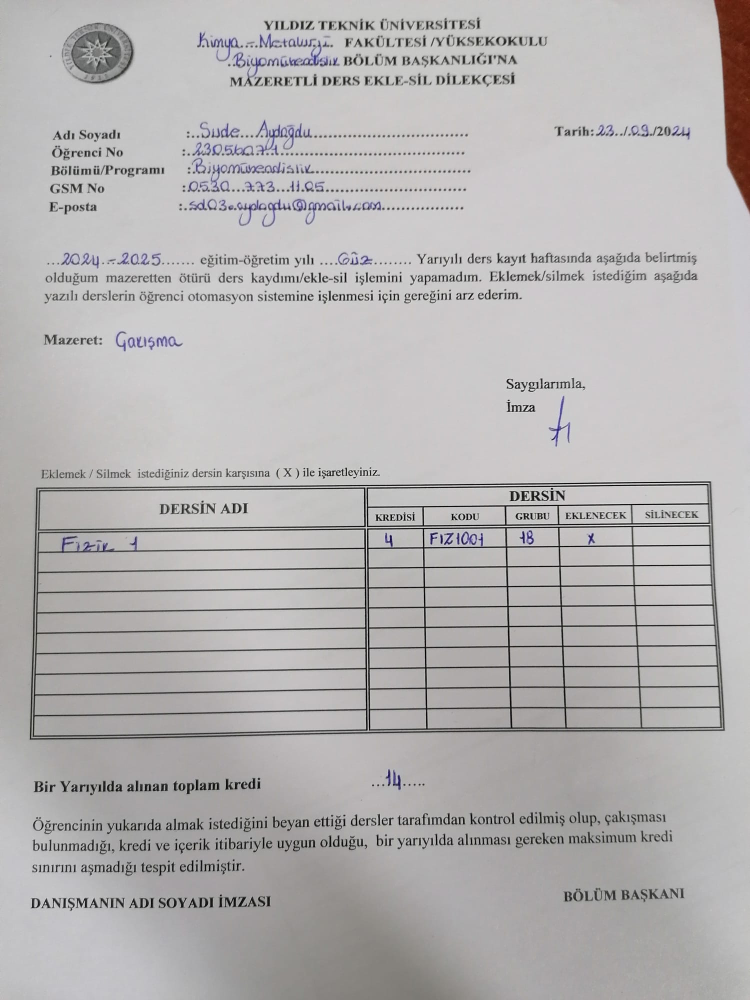 YILDIZ TEKNİK ÜNİVERSİTESİ
Kimya - Metalurji FAKÜLTESİ /YÜKSEKOKULU
Biyomühendislik BÖLÜM BAŞKANLIĞI'NA
MAZERETLİ DERS EKLE-SİL DİLEKÇESİ
YILDIZ TEKNİK ÜNİVERSİTESİ
1911
Adı Soyadı :..Sude...Aydoğdu...............
Tarih:23../.09./2024
Öğrenci No :..23056071...............
Bölümü/Programı :.Biyomühendislik...............
GSM No :0530...773...1105...............
E-posta :.sd03.aydogdu@gmail.com...............
...2024.-.2025....... eğitim-öğretim yılı ....Güz........ Yarıyılı ders kayıt haftasında aşağıda belirtmiş
olduğum mazeretten ötürü ders kaydımı/ekle-sil işlemini yapamadım. Eklemek/silmek istediğim aşağıda
yazılı derslerin öğrenci otomasyon sistemine işlenmesi için gereğini arz ederim.
Mazeret: Çakışma
Saygılarımla,
İmza
Eklemek / Silmek istediğiniz dersin karşısına ( X ) ile işaretleyiniz.
DERSİN ADI
DERSİN
KREDİSİ KODU GRUBU EKLENECEK SİLİNECEK
Fizik 1 4 FIZ1001 18 X
Bir Yarıyılda alınan toplam kredi ...14.....
Öğrencinin yukarıda almak istediğini beyan ettiği dersler tarafımdan kontrol edilmiş olup, çakışması
bulunmadığı, kredi ve içerik itibariyle uygun olduğu, bir yarıyılda alınması gereken maksimum kredi
sınırını aşmadığı tespit edilmiştir.
DANIŞMANIN ADI SOYADI İMZASI
BÖLÜM BAŞKANI